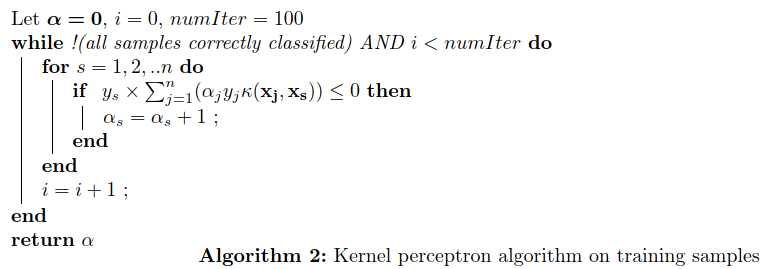 Let α = 0, i = 0, numIter = 100
while !(all samples correctly classified) AND i < numIter do
for s = 1, 2, ..n do
if y_s × ∑_{j=1}^{n}(α_j y_j κ(x_j, x_s)) ≤ 0 then
α_s = α_s + 1 ;
end
end
i = i + 1 ;
end
return α
Algorithm 2: Kernel perceptron algorithm on training samples